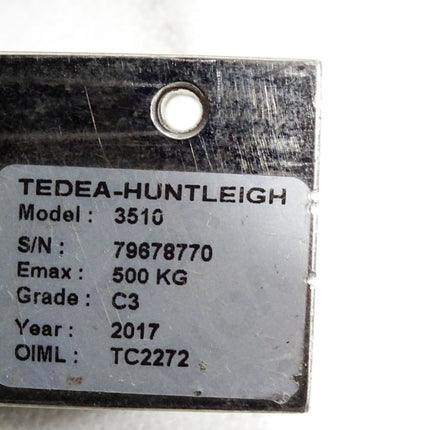 TEDEA-HUNTLEIGH
Model : 3510
S/N : 79678770
Emax : 500 KG
Grade : C3
Year : 2017
OIML : TC2272